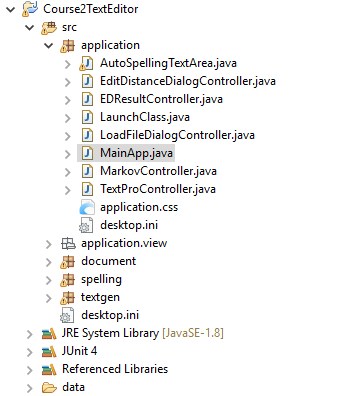 Course2TextEditor
src
application
AutoSpellingTextArea.java
EditDistanceDialogController.java
EDResultController.java
LaunchClass.java
LoadFileDialogController.java
MainApp.java
MarkovController.java
TextProController.java
application.css
desktop.ini
application.view
document
spelling
textgen
desktop.ini
JRE System Library [JavaSE-1.8]
JUnit 4
Referenced Libraries
data